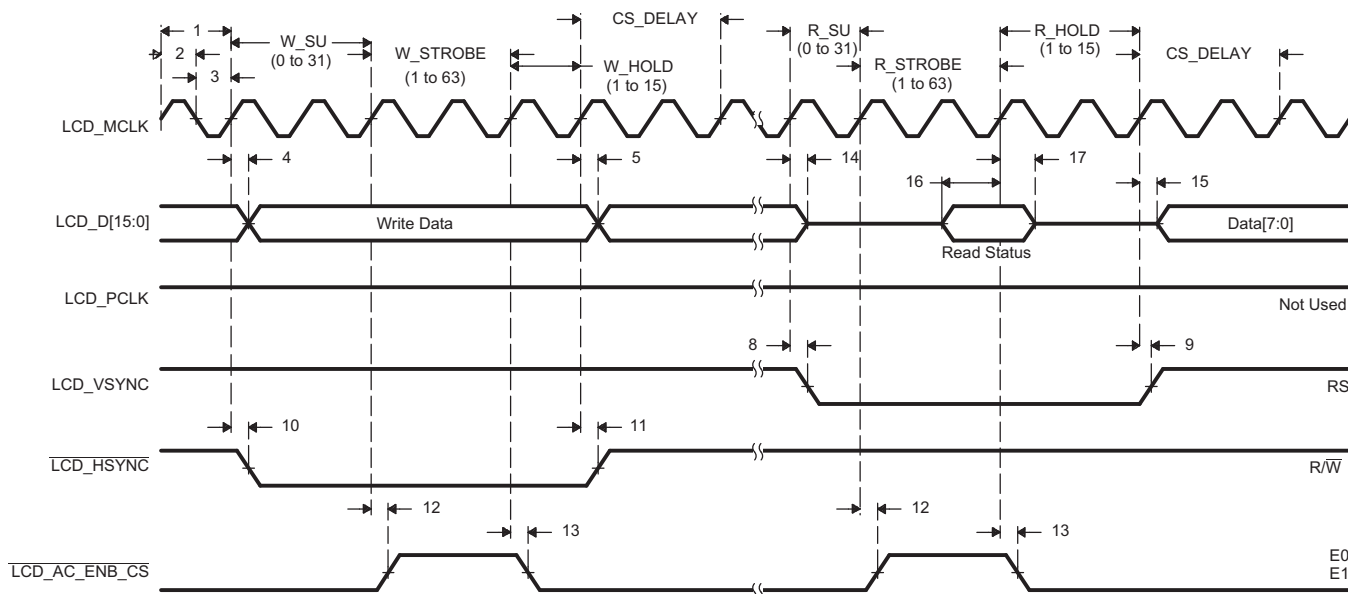 1
CS_DELAY
R_SU
(0 to 31)
R_HOLD
(1 to 15)
2
W_SU
(0 to 31)
W_STROBE
(1 to 63)
CS_DELAY
3
W_HOLD
(1 to 15)
R_STROBE
(1 to 63)
LCD_MCLK
4
5
14
17
16
15
LCD_D[15:0]
Write Data
Data[7:0]
Read Status
LCD_PCLK
Not Used
8
9
LCD_VSYNC
RS
10
11
LCD_HSYNC
R/W
12
13
12
13
LCD_AC_ENB_CS
E0
E1